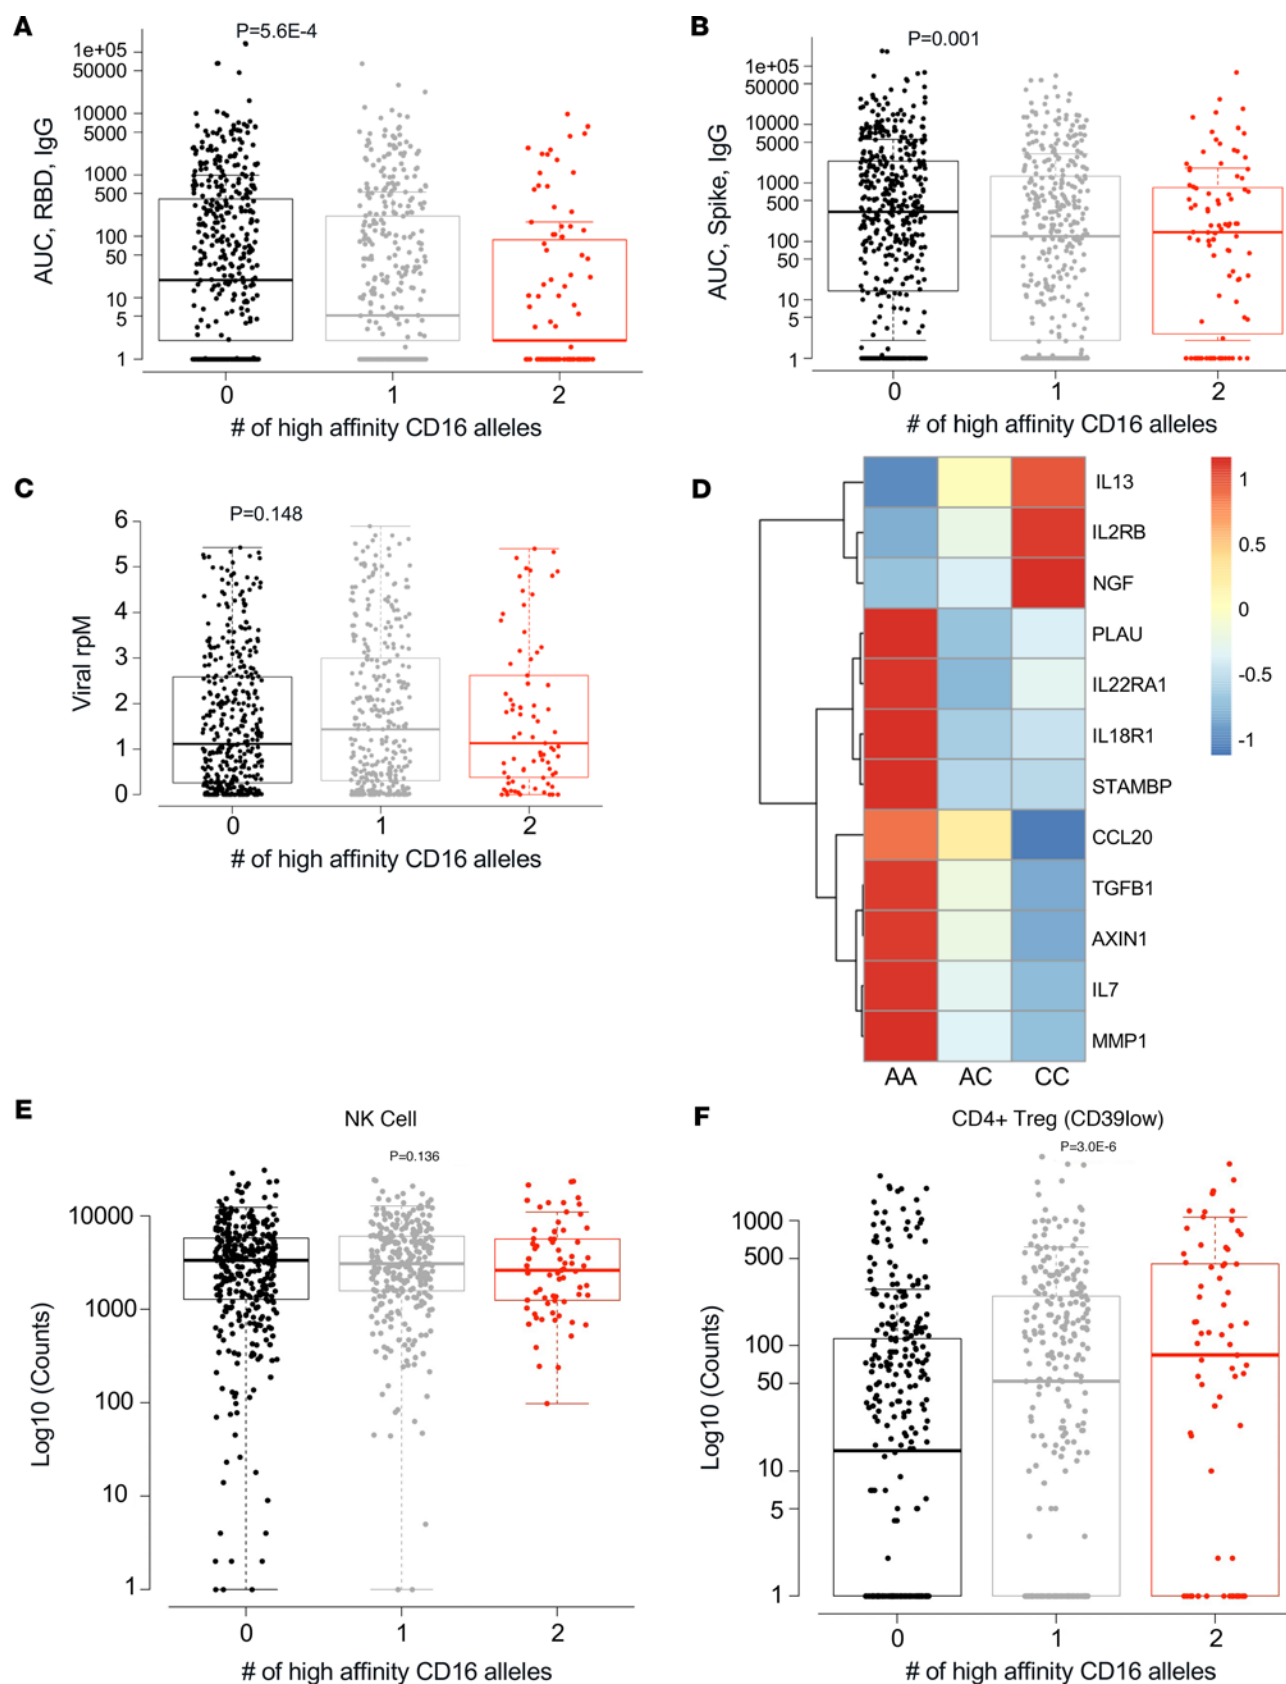 A
P=5.6E-4
AUC, RBD, IgG
1e+05
50000
10000
5000
1000
500
100
50
10
5
1
0 1 2
# of high affinity CD16 alleles
B
P=0.001
AUC, Spike, IgG
1e+05
50000
10000
5000
1000
500
100
50
10
5
1
0 1 2
# of high affinity CD16 alleles
C
P=0.148
Viral rpM
6
5
4
3
2
1
0
0 1 2
# of high affinity CD16 alleles
D
IL13
IL2RB
NGF
PLAU
IL22RA1
IL18R1
STAMBP
CCL20
TGFB1
AXIN1
IL7
MMP1
AA AC CC
1
0.5
0
-0.5
-1
E
NK Cell
P=0.136
Log10 (Counts)
10000
1000
100
10
1
0 1 2
# of high affinity CD16 alleles
F
CD4+ Treg (CD39low)
P=3.0E-6
Log10 (Counts)
1000
500
100
50
10
5
1
0 1 2
# of high affinity CD16 alleles